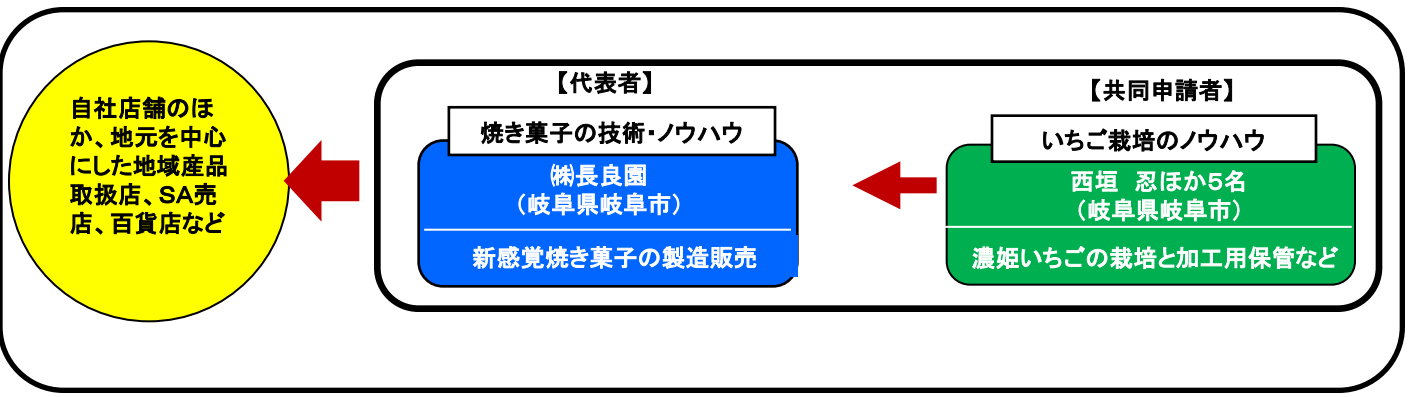 自社店舗のほ
か、地元を中心
にした地域産品
取扱店、SA売
店、百貨店など
【代表者】
焼き菓子の技術・ノウハウ
㈱長良園
（岐阜県岐阜市）
新感覚焼き菓子の製造販売
【共同申請者】
いちご栽培のノウハウ
西垣　忍ほか５名
（岐阜県岐阜市）
濃姫いちごの栽培と加工用保管など